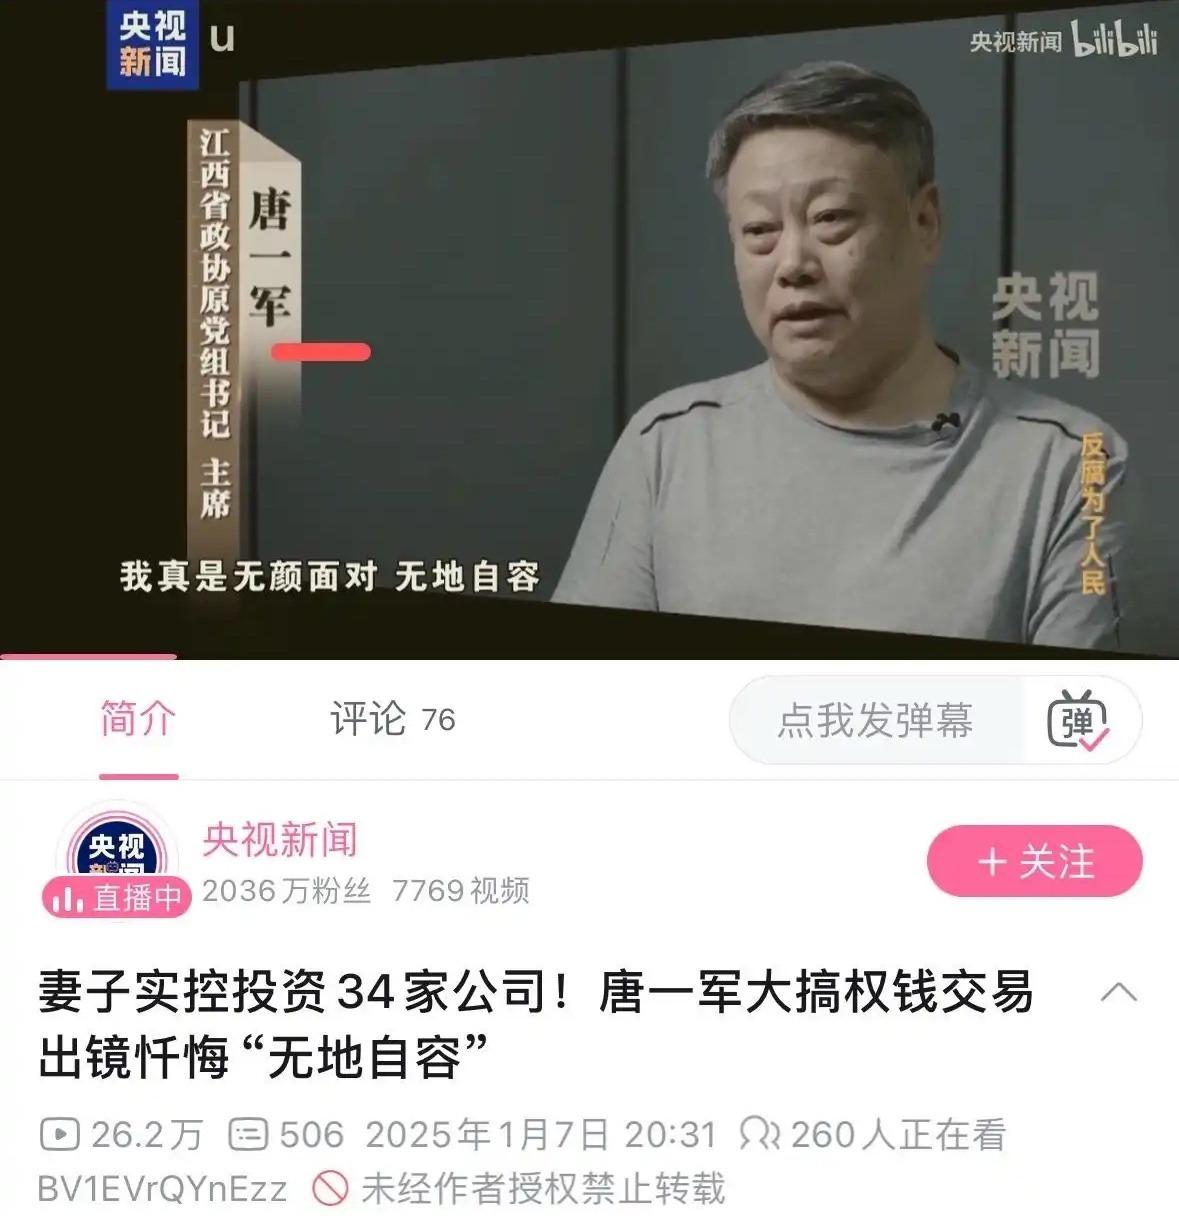 央视
新闻
u
央视新闻 bilibili
江西省政协原党组书记 主席
唐一军
央视
新闻
反腐为了人民
我真是无颜面对 无地自容
简介
评论 76
点我发弹幕
弹
央视
新闻
直播中
央视新闻
2036万粉丝 7769视频
+ 关注
妻子实控投资34家公司！唐一军大搞权钱交易
出镜忏悔“无地自容”
26.2万 506 2025年1月7日 20:31 260人正在看
BV1EVrQYnEzz 未经作者授权禁止转载